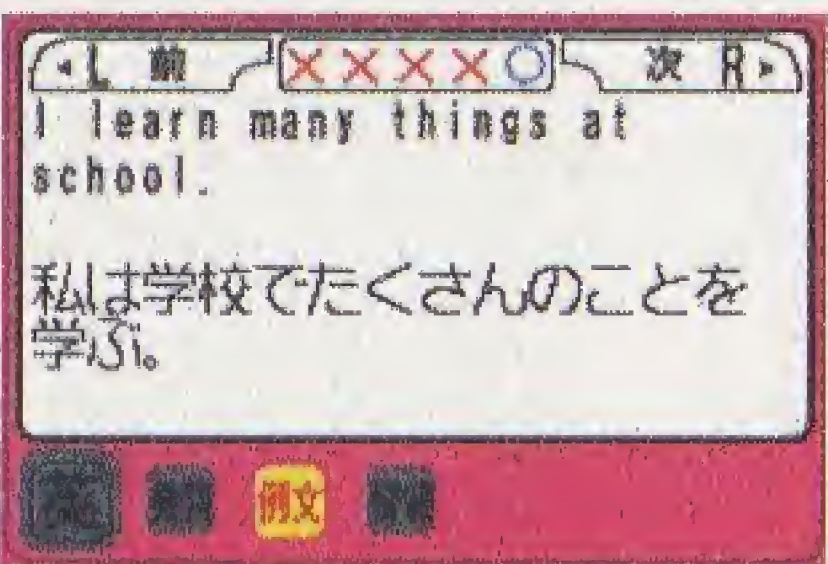 ◂L 前 ××××○ 次 R▸
I learn many things at
school.
私は学校でたくさんのことを
学ぶ。
例文